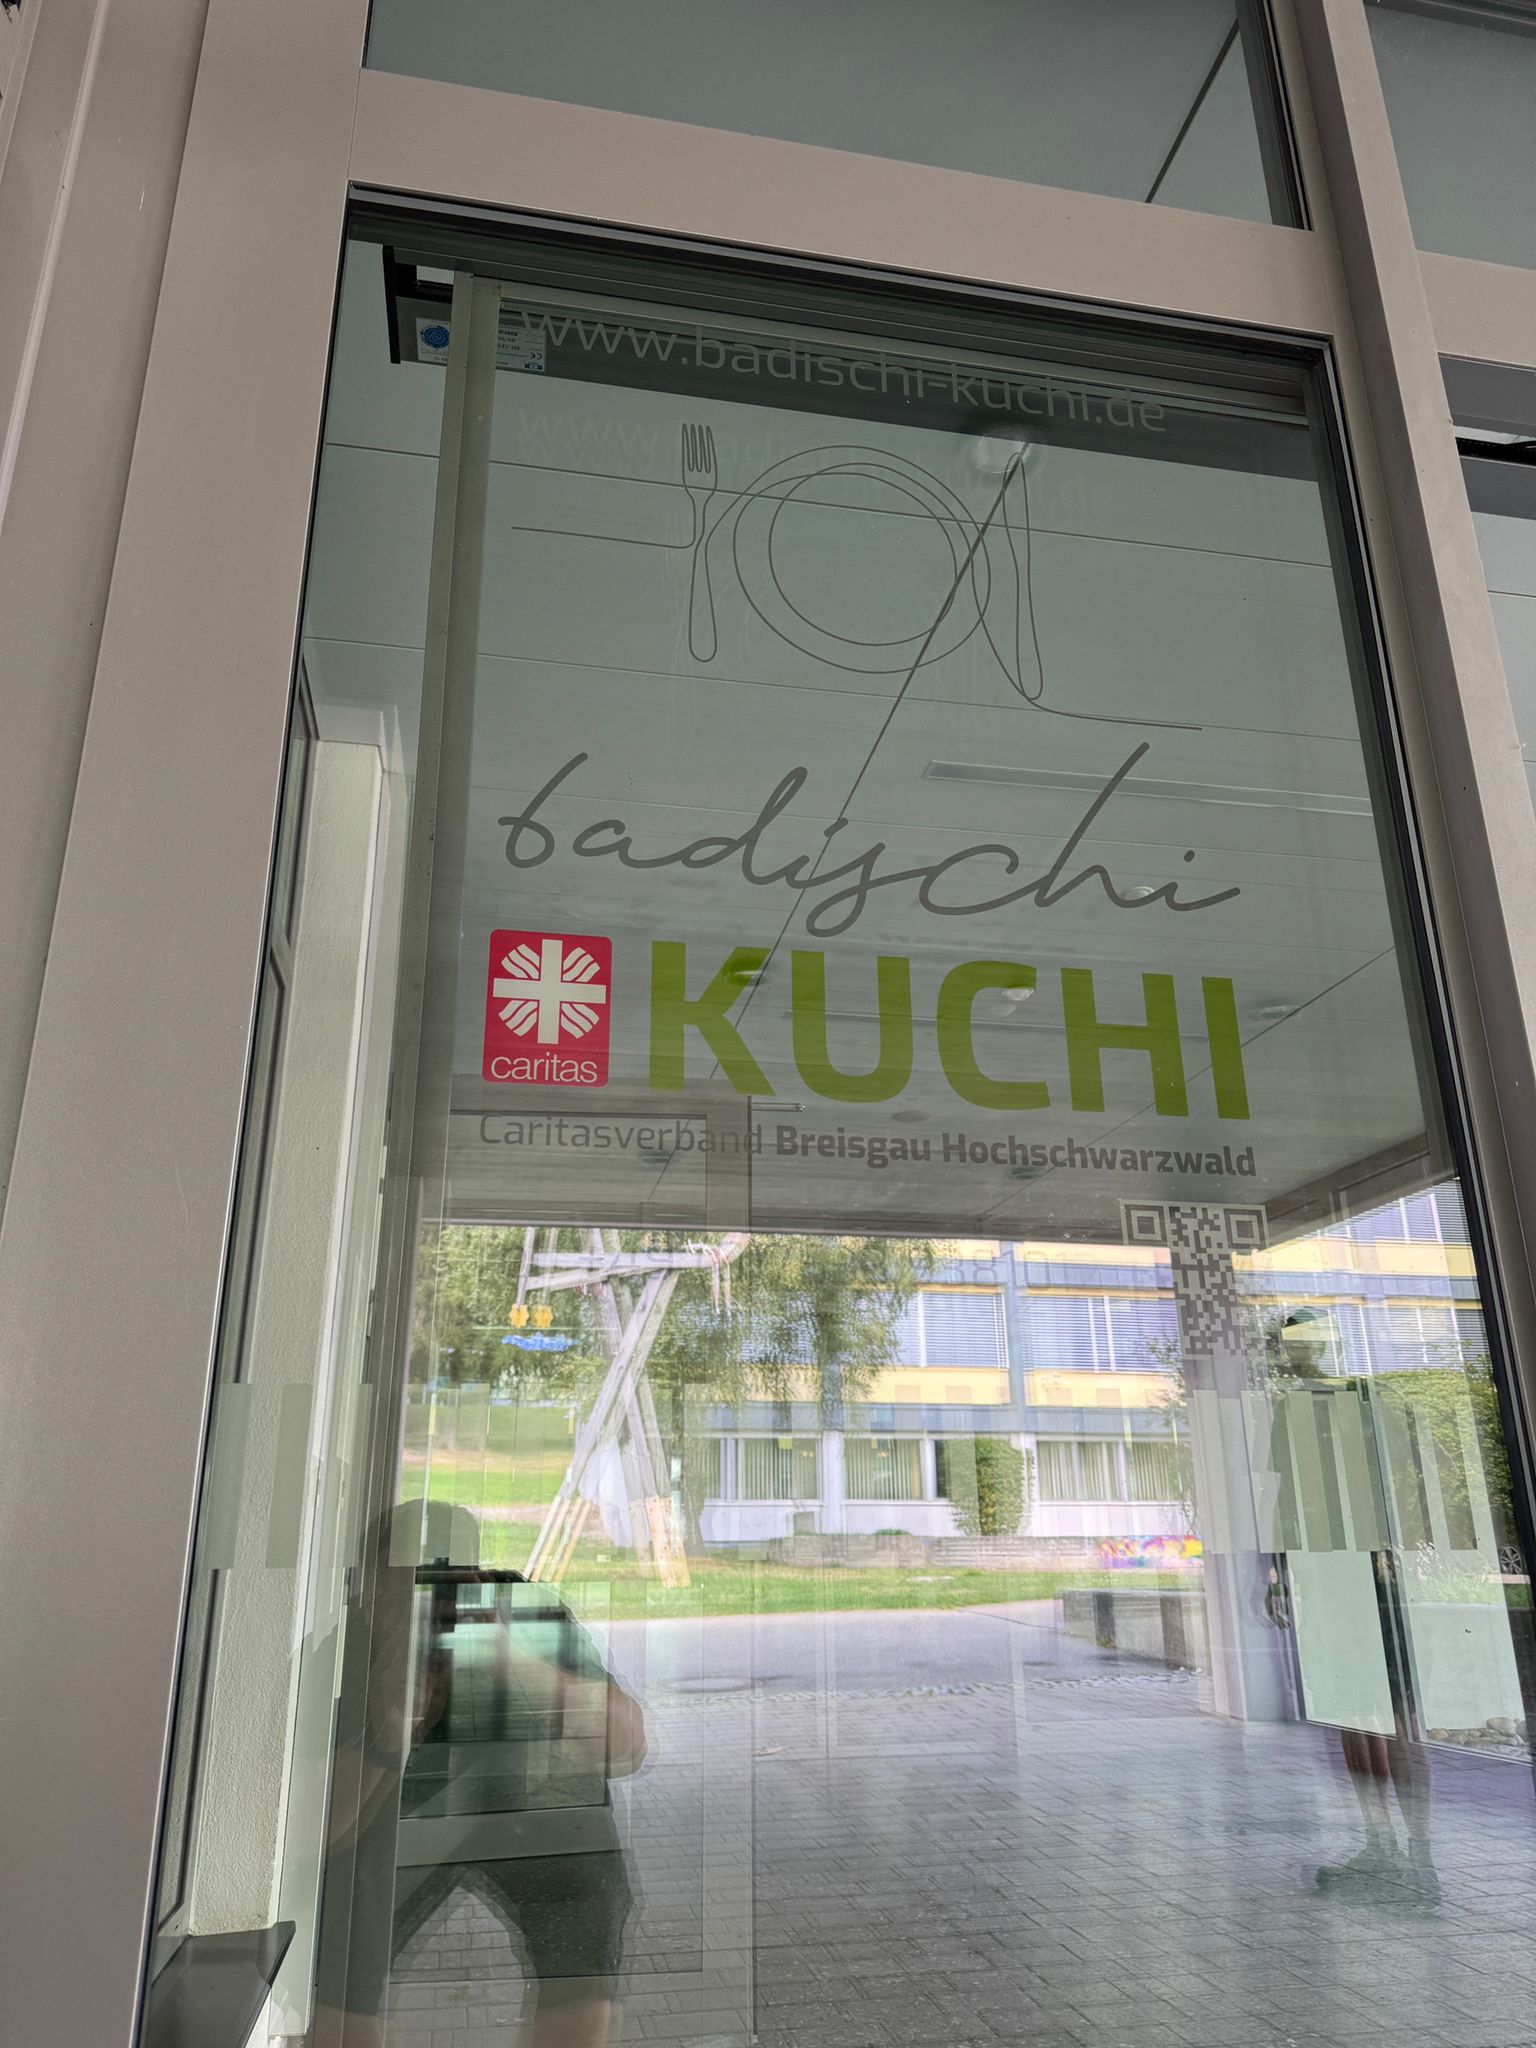 www.badischi-kuchi.de
badischi
KUCHI
caritas
Caritasverband Breisgau Hochschwarzwald